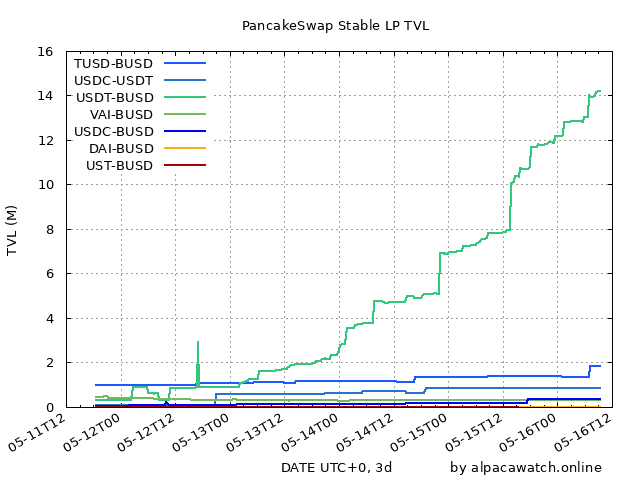 PancakeSwap Stable LP TVL
16
14
12
10
8
6
4
2
0
TVL (M)
TUSD-BUSD
USDC-USDT
USDT-BUSD
VAI-BUSD
USDC-BUSD
DAI-BUSD
UST-BUSD
05-11T12
05-12T00
05-12T12
05-13T00
05-13T12
05-14T00
05-14T12
05-15T00
05-15T12
05-16T00
05-16T12
DATE UTC+0, 3d by alpacawatch.online